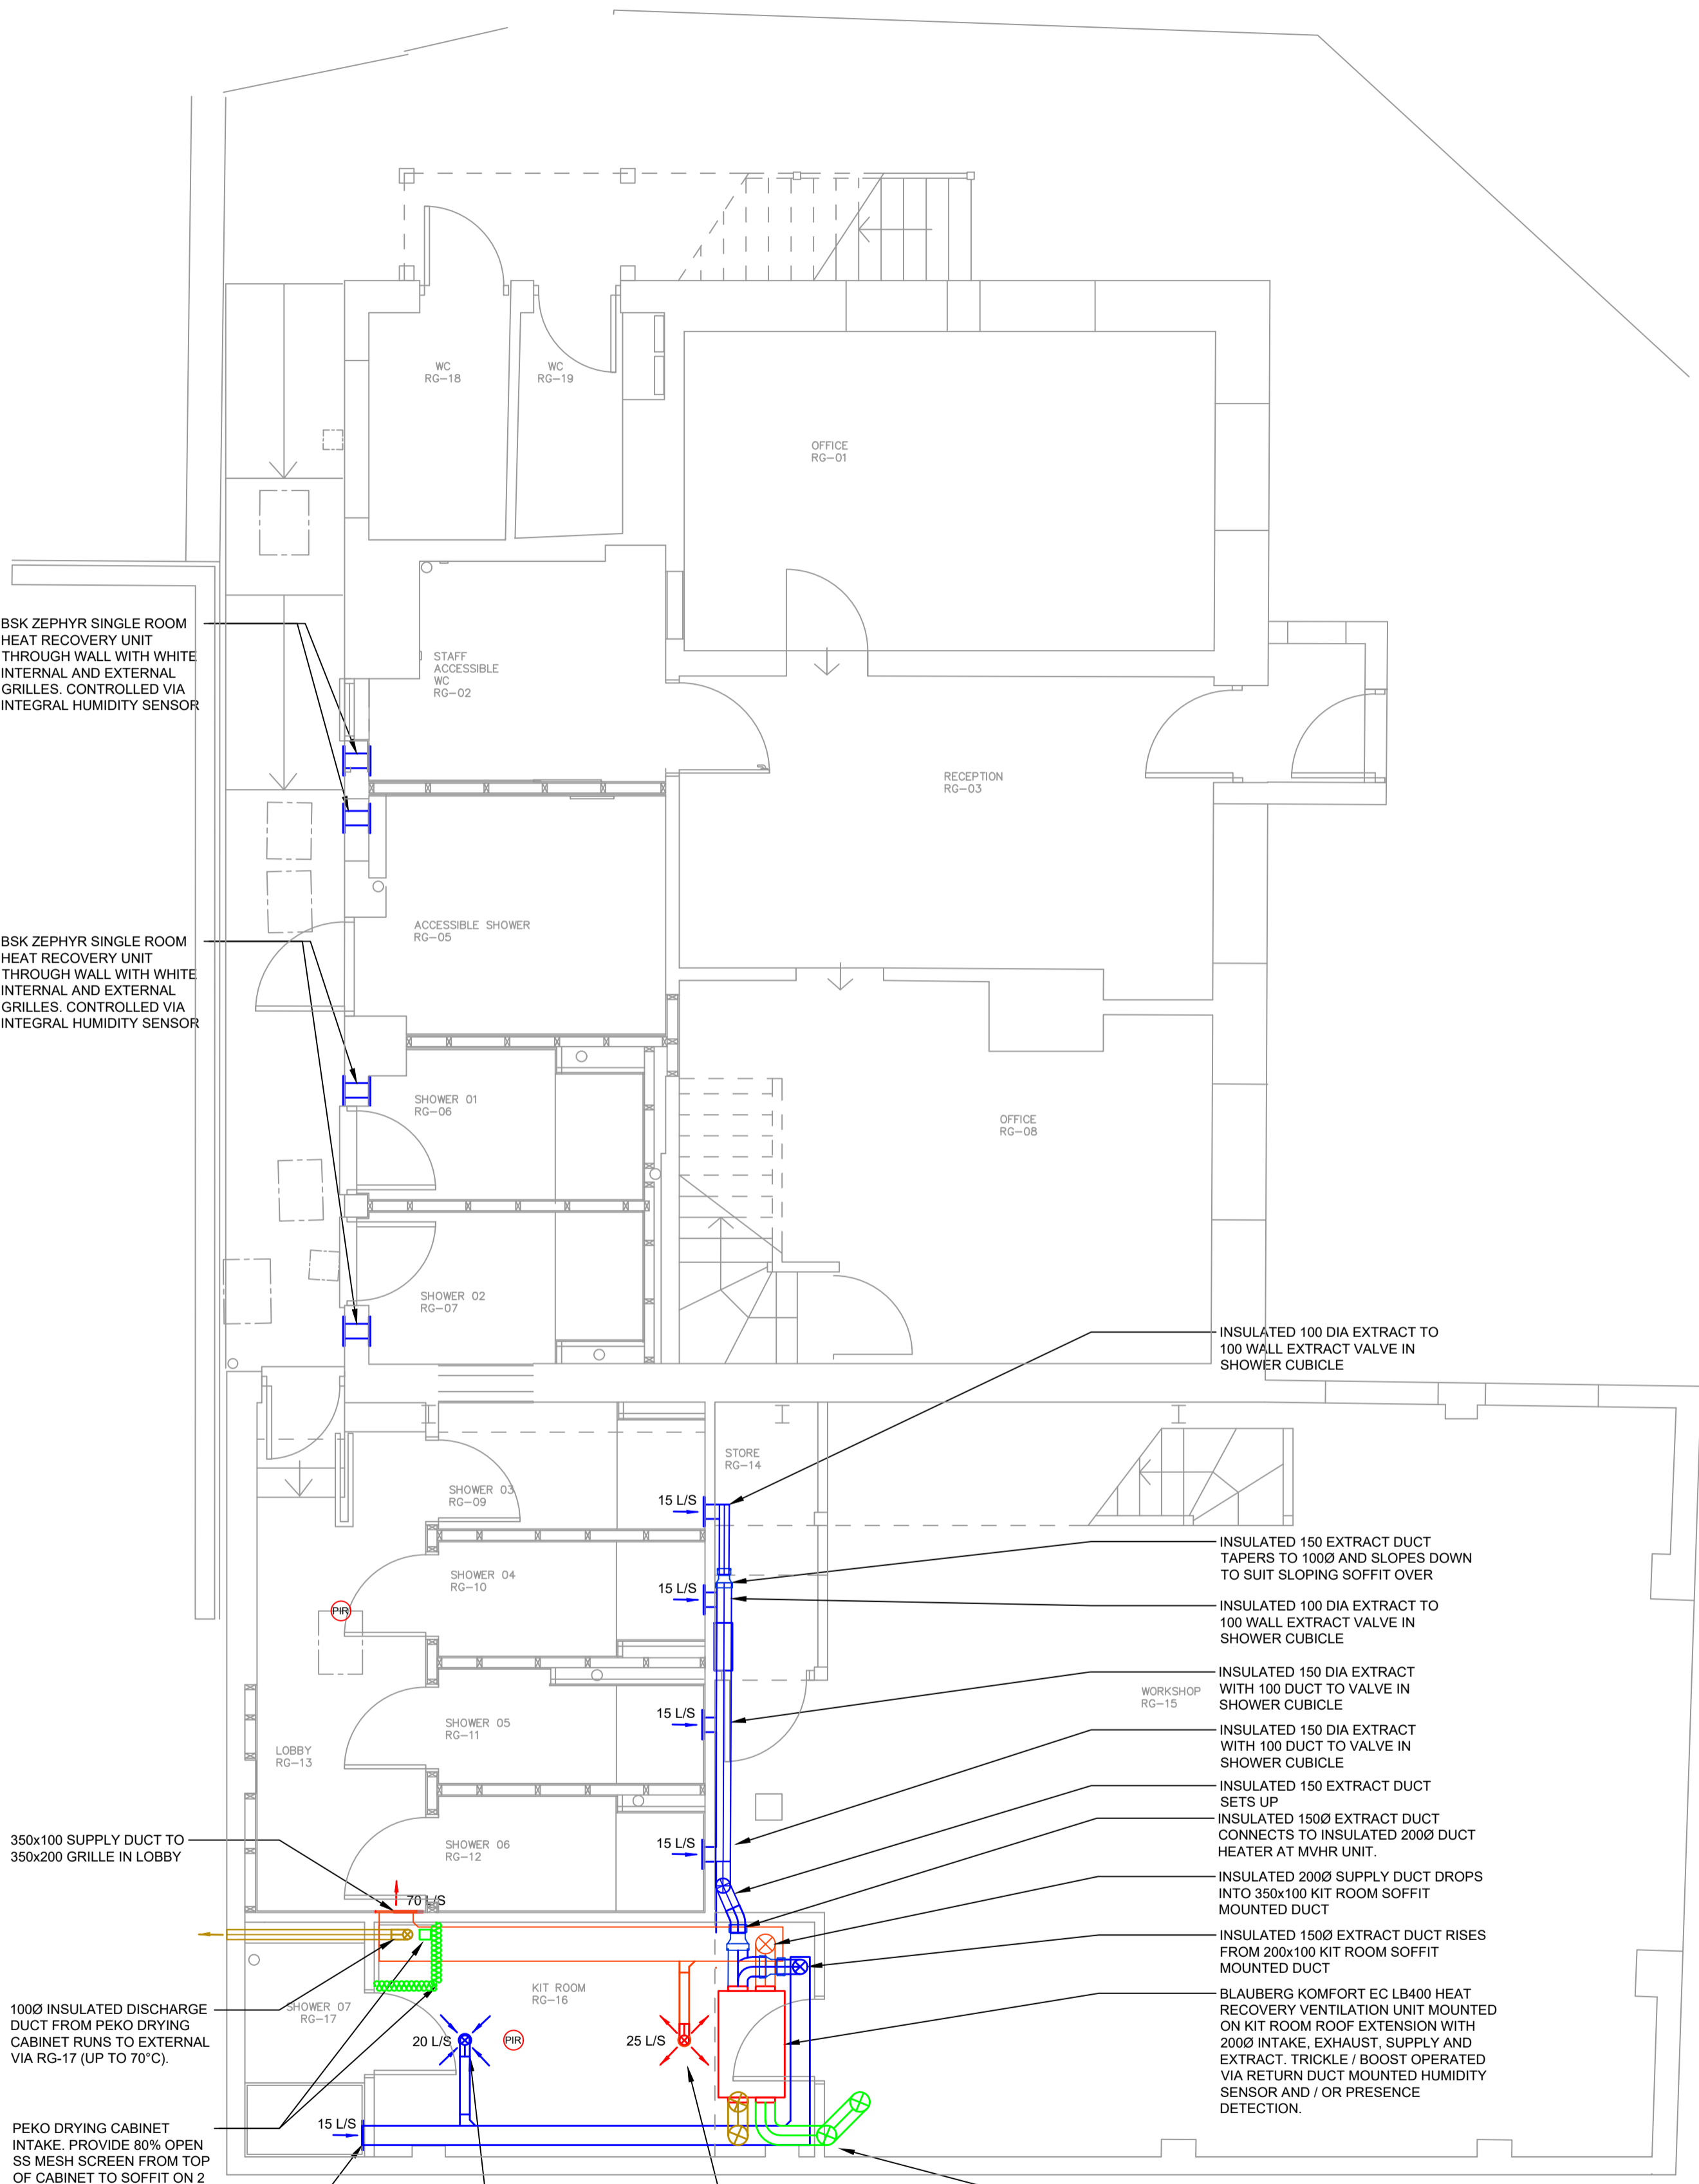 WC
RG-18
WC
RG-19
OFFICE
RG-01
BSK ZEPHYR SINGLE ROOM
HEAT RECOVERY UNIT
THROUGH WALL WITH WHITE
INTERNAL AND EXTERNAL
GRILLES. CONTROLLED VIA
INTEGRAL HUMIDITY SENSOR
STAFF
ACCESSIBLE
WC
RG-02
RECEPTION
RG-03
ACCESSIBLE SHOWER
RG-05
BSK ZEPHYR SINGLE ROOM
HEAT RECOVERY UNIT
THROUGH WALL WITH WHITE
INTERNAL AND EXTERNAL
GRILLES. CONTROLLED VIA
INTEGRAL HUMIDITY SENSOR
SHOWER 01
RG-06
OFFICE
RG-08
SHOWER 02
RG-07
INSULATED 100 DIA EXTRACT TO
100 WALL EXTRACT VALVE IN
SHOWER CUBICLE
STORE
RG-14
SHOWER 03
RG-09
15 L/S
INSULATED 150 EXTRACT DUCT
TAPERS TO 100Ø AND SLOPES DOWN
TO SUIT SLOPING SOFFIT OVER
SHOWER 04
RG-10
15 L/S
PIR
INSULATED 100 DIA EXTRACT TO
100 WALL EXTRACT VALVE IN
SHOWER CUBICLE
INSULATED 150 DIA EXTRACT
WITH 100 DUCT TO VALVE IN
SHOWER CUBICLE
WORKSHOP
RG-15
15 L/S
SHOWER 05
RG-11
LOBBY
RG-13
INSULATED 150 DIA EXTRACT
WITH 100 DUCT TO VALVE IN
SHOWER CUBICLE
INSULATED 150 EXTRACT DUCT
SETS UP
INSULATED 150Ø EXTRACT DUCT
CONNECTS TO INSULATED 200Ø DUCT
HEATER AT MVHR UNIT.
350x100 SUPPLY DUCT TO
350x200 GRILLE IN LOBBY
SHOWER 06
RG-12
15 L/S
INSULATED 200Ø SUPPLY DUCT DROPS
INTO 350x100 KIT ROOM SOFFIT
MOUNTED DUCT
70 L/S
INSULATED 150Ø EXTRACT DUCT RISES
FROM 200x100 KIT ROOM SOFFIT
MOUNTED DUCT
KIT ROOM
RG-16
SHOWER 07
RG-17
100Ø INSULATED DISCHARGE
DUCT FROM PEKO DRYING
CABINET RUNS TO EXTERNAL
VIA RG-17 (UP TO 70°C).
20 L/S
PIR
25 L/S
BLAUBERG KOMFORT EC LB400 HEAT
RECOVERY VENTILATION UNIT MOUNTED
ON KIT ROOM ROOF EXTENSION WITH
200Ø INTAKE, EXHAUST, SUPPLY AND
EXTRACT. TRICKLE / BOOST OPERATED
VIA RETURN DUCT MOUNTED HUMIDITY
SENSOR AND / OR PRESENCE
DETECTION.
15 L/S
PEKO DRYING CABINET
INTAKE. PROVIDE 80% OPEN
SS MESH SCREEN FROM TOP
OF CABINET TO SOFFIT ON 2